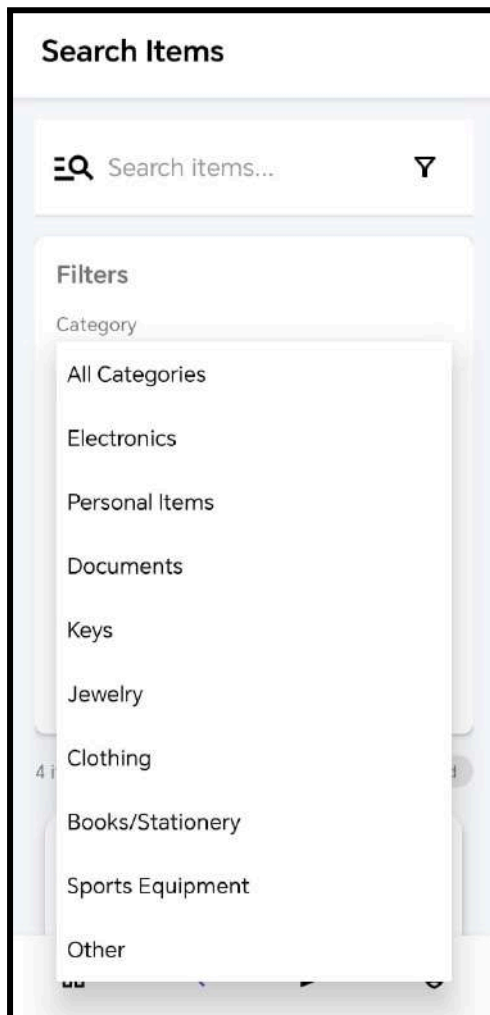 Search Items
Search items...
Filters
Category
All Categories
Electronics
Personal Items
Documents
Keys
Jewelry
Clothing
4
Books/Stationery
Sports Equipment
Other